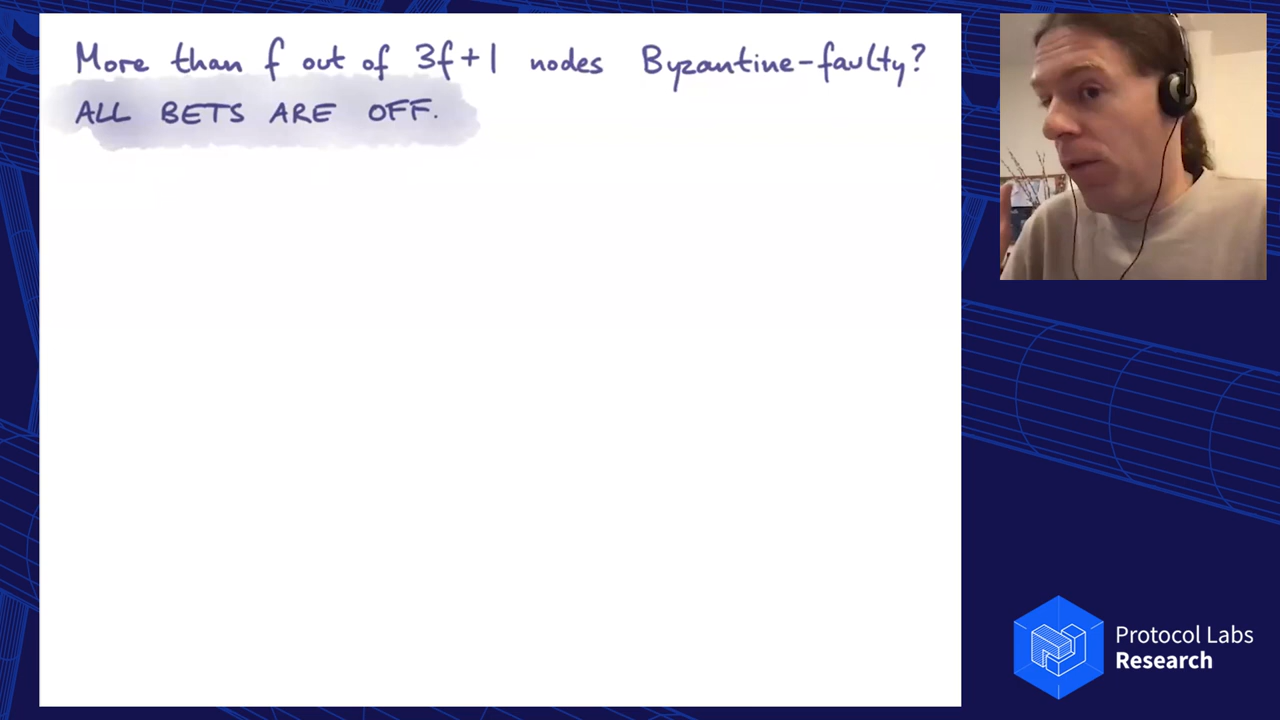 More than f out of 3f+1 nodes Byzantine-faulty?
ALL BETS ARE OFF.
Protocol Labs
Research